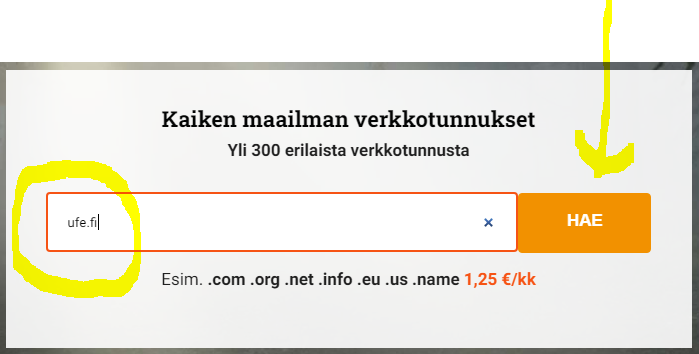 Kaiken maailman verkkotunnukset
Yli 300 erilaista verkkotunnusta
ufe.fi × HAE
Esim. .com .org .net .info .eu .us .name 1,25 €/kk